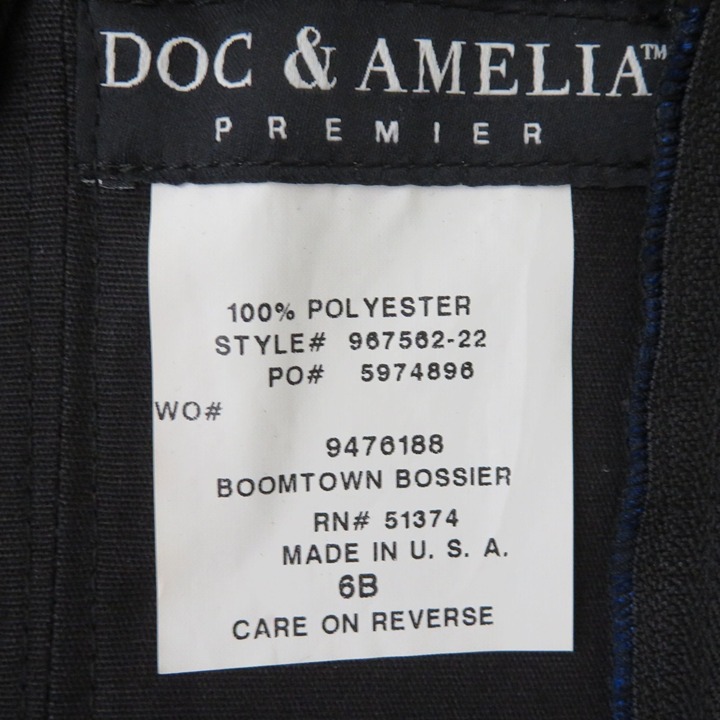 DOC & AMELIA™
PREMIER
100% POLYESTER
STYLE# 967562-22
PO# 5974896
WO#
9476188
BOOMTOWN BOSSIER
RN# 51374
MADE IN U. S. A.
6B
CARE ON REVERSE